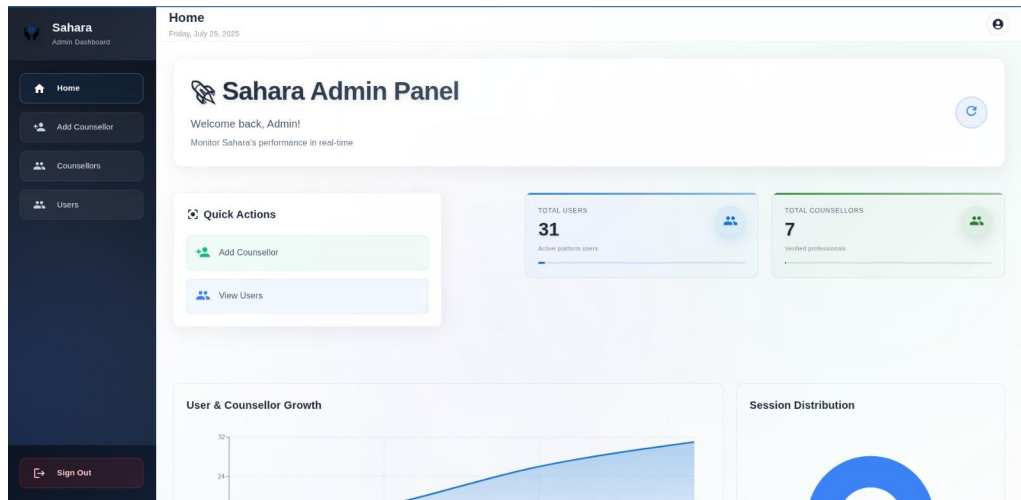 Sahara
Admin Dashboard
Home
Add Counsellor
Counsellors
Users
Sign Out
Home
Friday, July 25, 2025
Sahara Admin Panel
Welcome back, Admin!
Monitor Sahara's performance in real-time
Quick Actions
Add Counsellor
View Users
TOTAL USERS
31
Active platform users
TOTAL COUNSELLORS
7
Verified professionals
User & Counsellor Growth
32
24
Session Distribution